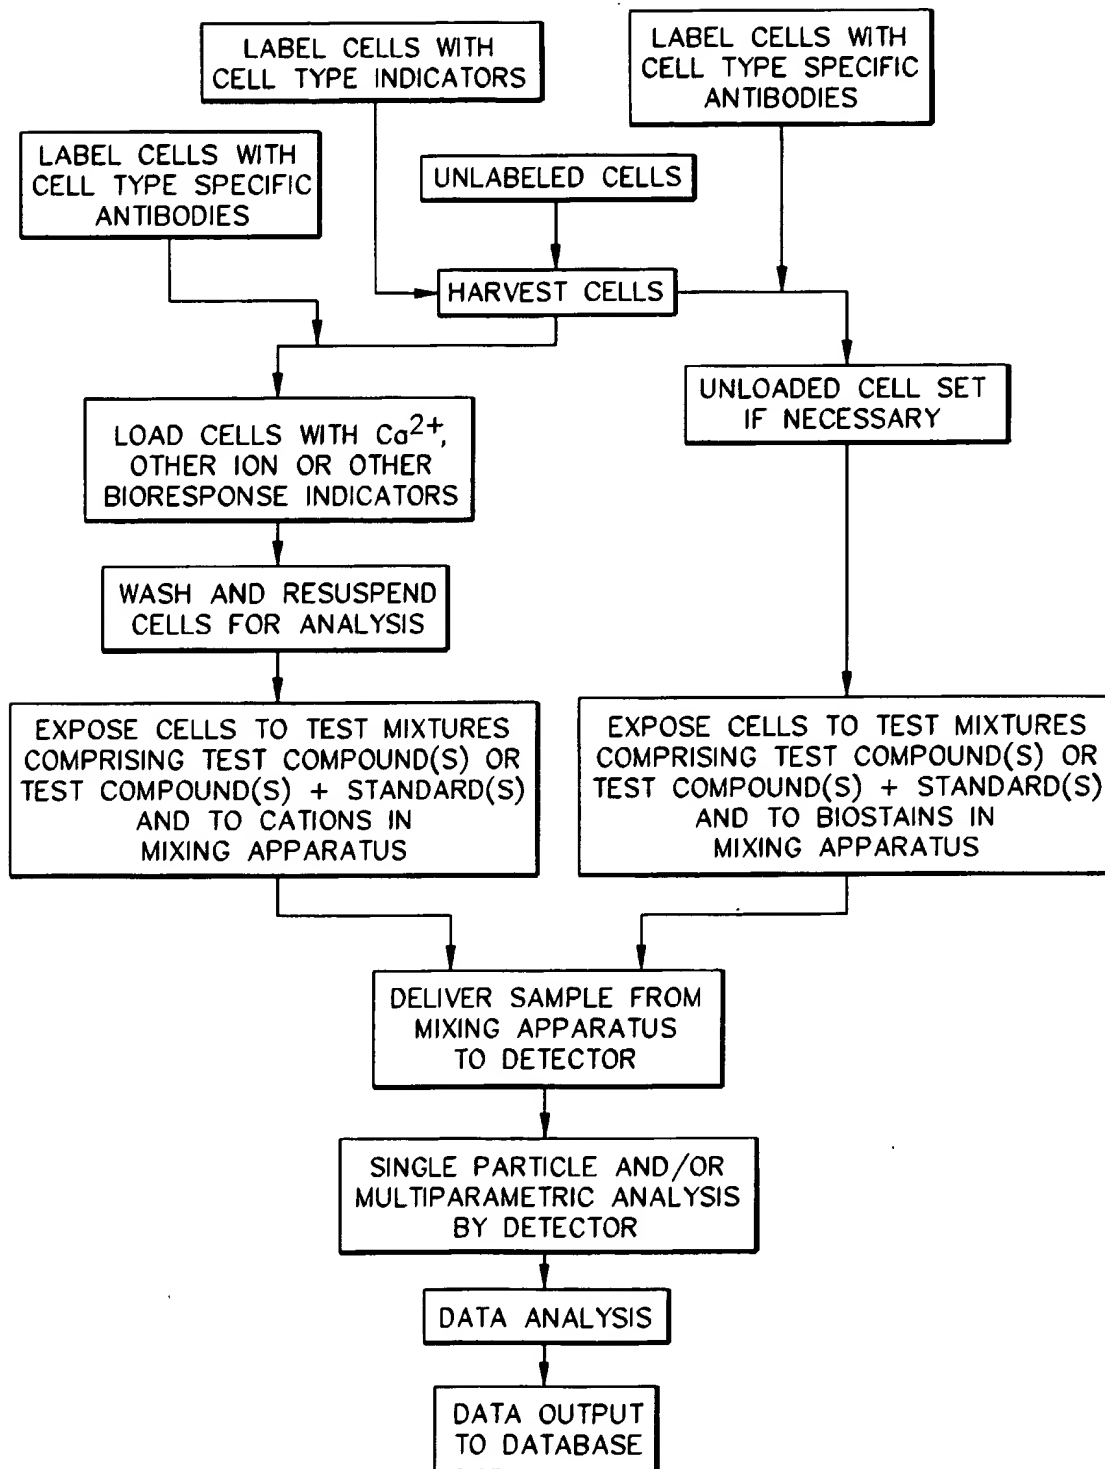 LABEL CELLS WITH
CELL TYPE INDICATORS
LABEL CELLS WITH
CELL TYPE SPECIFIC
ANTIBODIES
LABEL CELLS WITH
CELL TYPE SPECIFIC
ANTIBODIES
UNLABELED CELLS
HARVEST CELLS
UNLOADED CELL SET
IF NECESSARY
LOAD CELLS WITH Ca2+,
OTHER ION OR OTHER
BIORESPONSE INDICATORS
WASH AND RESUSPEND
CELLS FOR ANALYSIS
EXPOSE CELLS TO TEST MIXTURES
COMPRISING TEST COMPOUND(S) OR
TEST COMPOUND(S) + STANDARD(S)
AND TO CATIONS IN
MIXING APPARATUS
EXPOSE CELLS TO TEST MIXTURES
COMPRISING TEST COMPOUND(S) OR
TEST COMPOUND(S) + STANDARD(S)
AND TO BIOSTAINS IN
MIXING APPARATUS
DELIVER SAMPLE FROM
MIXING APPARATUS
TO DETECTOR
SINGLE PARTICLE AND/OR
MULTIPARAMETRIC ANALYSIS
BY DETECTOR
DATA ANALYSIS
DATA OUTPUT
TO DATABASE